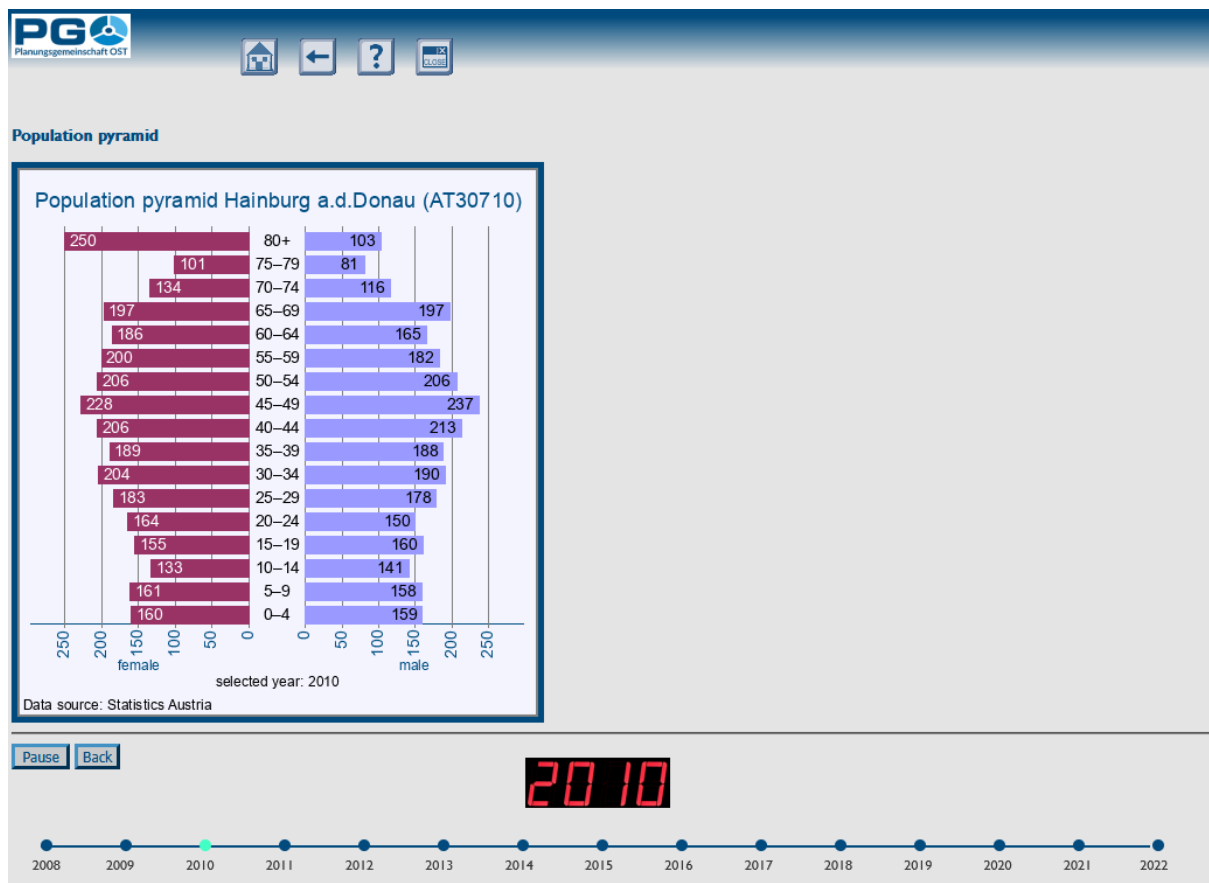 PGO
Planungsgemeinschaft OST
? X CLOSE
Population pyramid
Population pyramid Hainburg a.d.Donau (AT30710)
250 80+ 103
101 75–79 81
134 70–74 116
197 65–69 197
186 60–64 165
200 55–59 182
206 50–54 206
228 45–49 237
206 40–44 213
189 35–39 188
204 30–34 190
183 25–29 178
164 20–24 150
155 15–19 160
133 10–14 141
161 5–9 158
160 0–4 159
250 200 150 100 50 0 0 50 100 150 200 250
female male
selected year: 2010
Data source: Statistics Austria
Pause Back
2010
2008 2009 2010 2011 2012 2013 2014 2015 2016 2017 2018 2019 2020 2021 2022